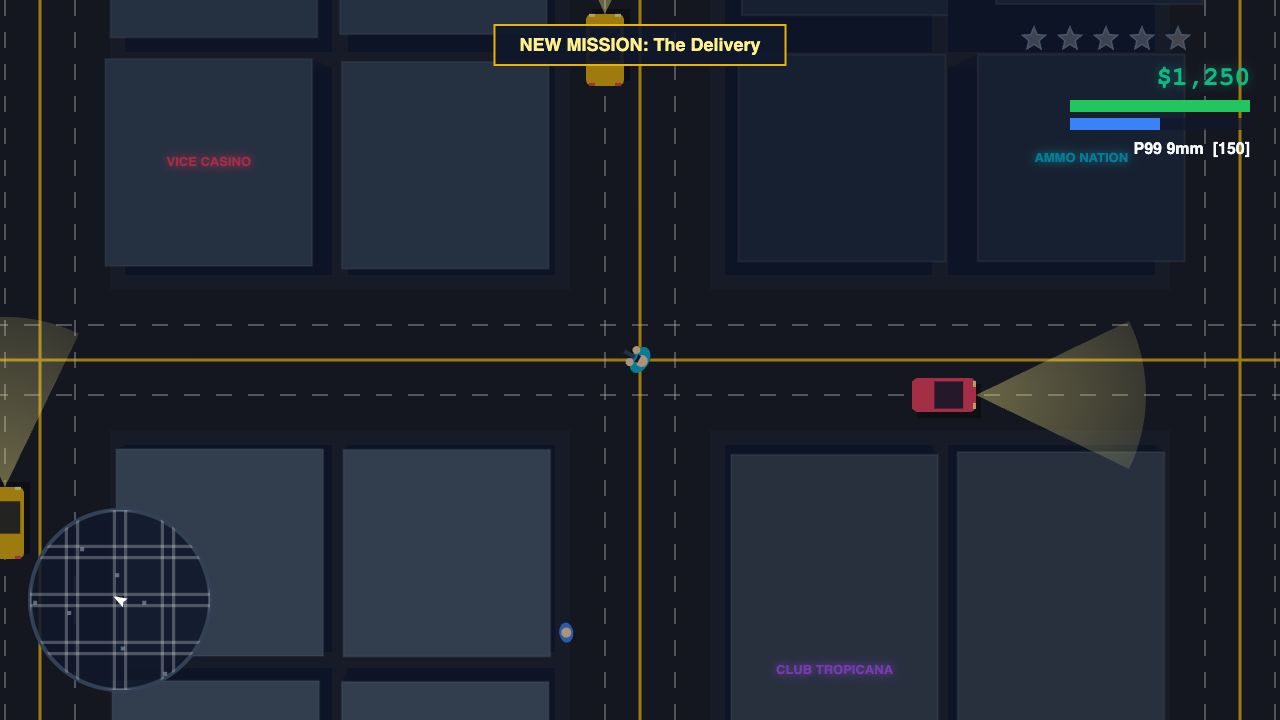 NEW MISSION: The Delivery
$1,250
P99 9mm [150]
VICE CASINO
AMMO NATION
CLUB TROPICANA